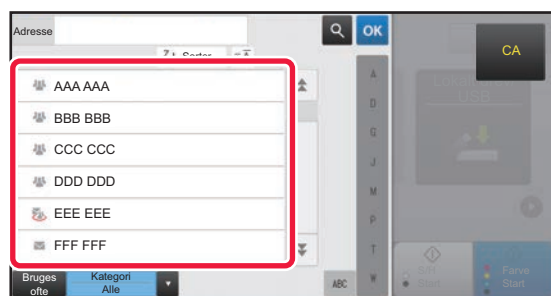 Adresse
OK
CA
Sorter
AAA AAA
BBB BBB
CCC CCC
DDD DDD
EEE EEE
FFF FFF
A
D
G
J
M
P
T
W
USB
Bruges
ofte
Kategori
Alle
ABC
Start
Farve
Start